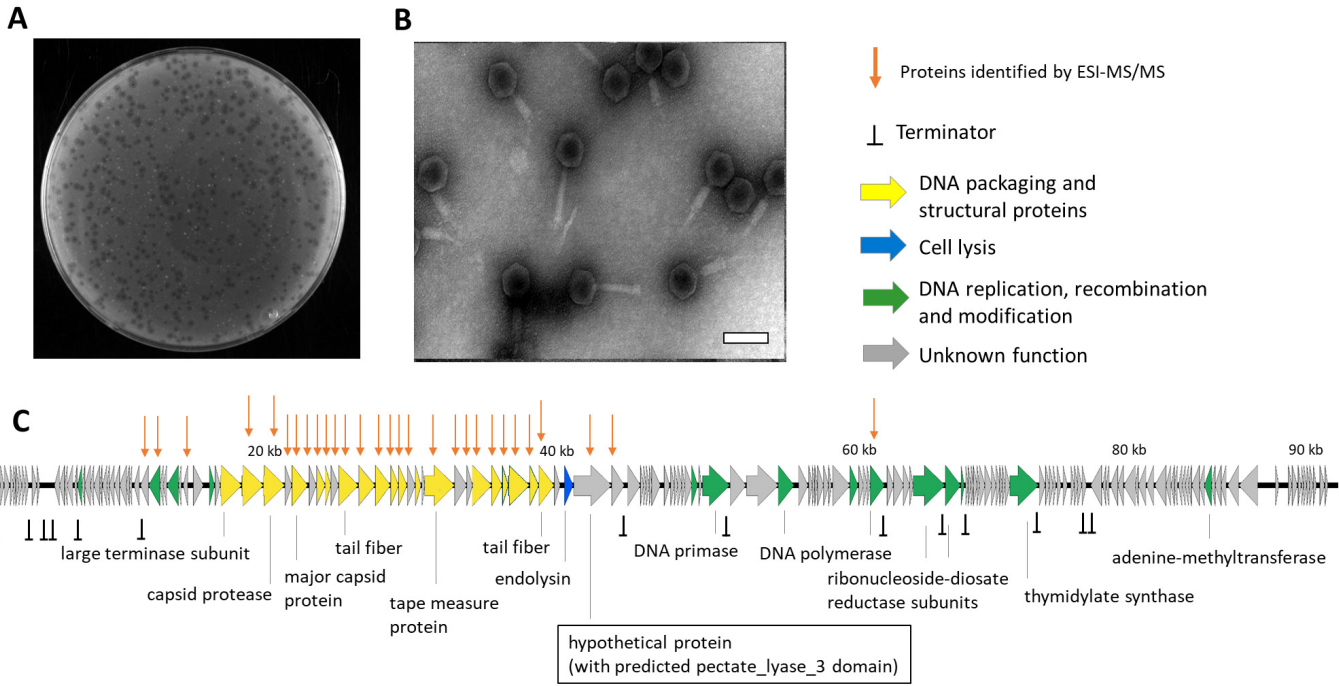 A
B
Proteins identified by ESI-MS/MS
Terminator
DNA packaging and
structural proteins
Cell lysis
DNA replication, recombination
and modification
Unknown function
C
20 kb
40 kb
60 kb
80 kb
90 kb
large terminase subunit
capsid protease
major capsid
protein
tail fiber
tape measure
protein
tail fiber
endolysin
hypothetical protein
(with predicted pectate_lyase_3 domain)
DNA primase
DNA polymerase
ribonucleoside-diosate
reductase subunits
thymidylate synthase
adenine-methyltransferase